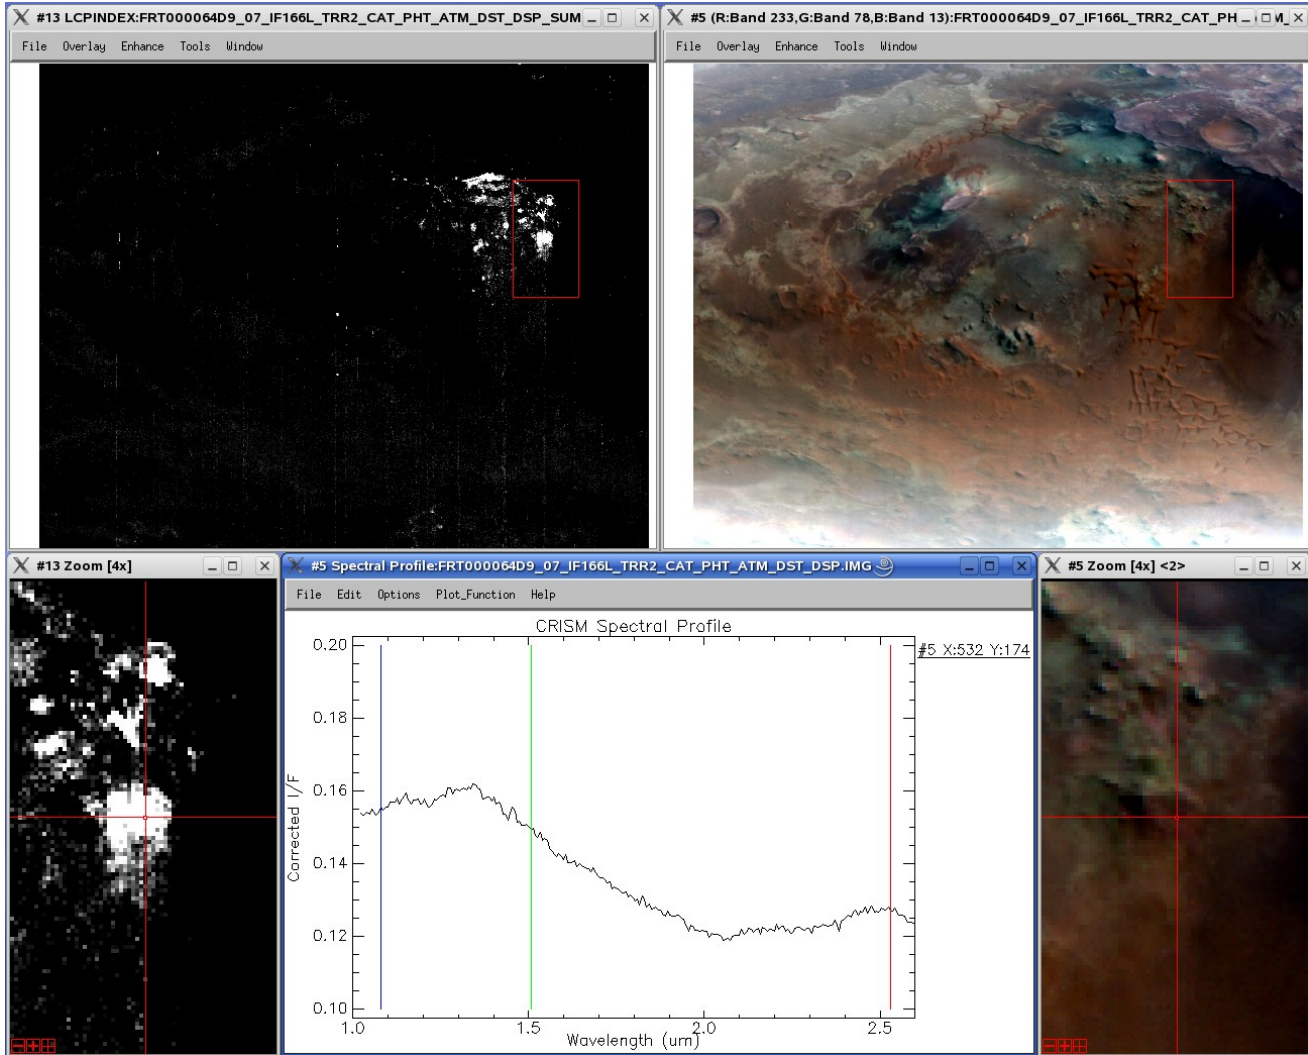 #13 LCPINDEX:FRT000064D9_07_IF166L_TRR2_CAT_PHT_ATM_DST_DSP_SUM
File Overlay Enhance Tools Window
#5 (R:Band 233,G:Band 78,B:Band 13):FRT000064D9_07_IF166L_TRR2_CAT_PH
File Overlay Enhance Tools Window
#13 Zoom [4x]
#5 Spectral Profile:FRT000064D9_07_IF166L_TRR2_CAT_PHT_ATM_DST_DSP.IMG
File Edit Options Plot_Function Help
CRISM Spectral Profile
#5 X:532 Y:174
Corrected I/F
0.20
0.18
0.16
0.14
0.12
0.10
1.0 1.5 2.0 2.5
Wavelength (um)
#5 Zoom [4x] <2>